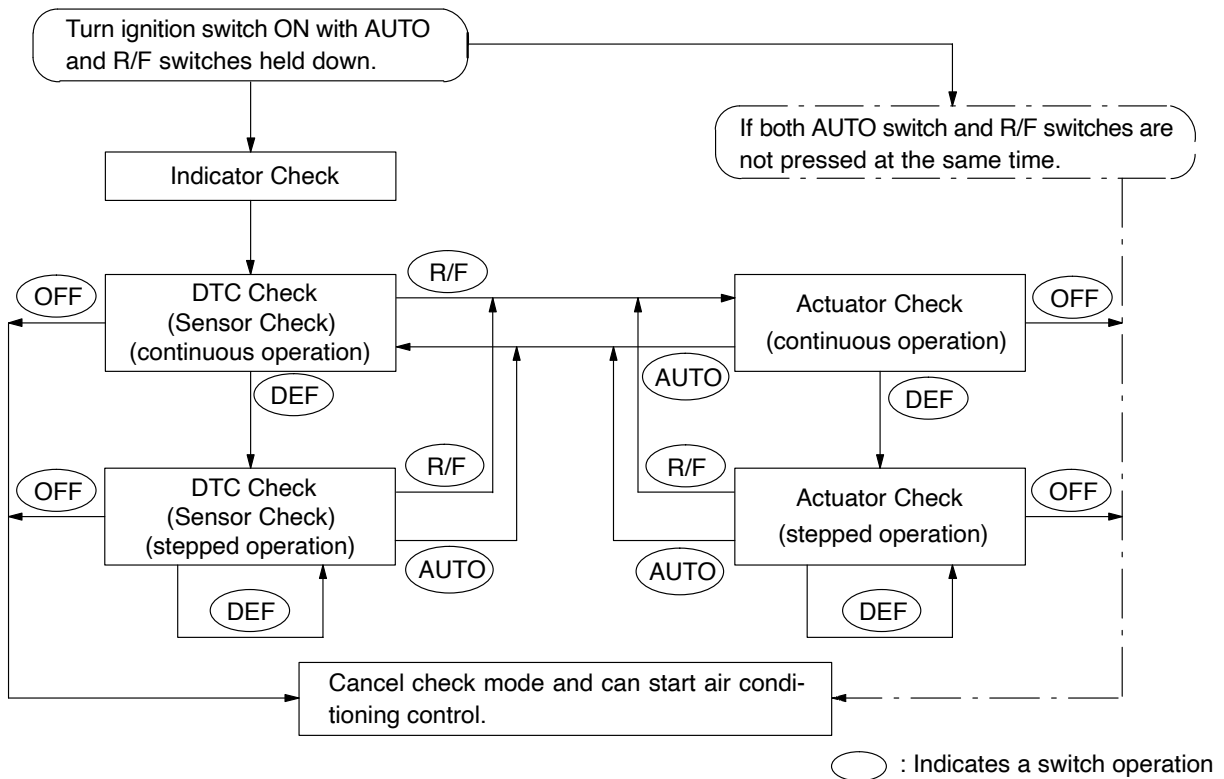 Turn ignition switch ON with AUTO
and R/F switches held down.
If both AUTO switch and R/F switches are
not pressed at the same time.
Indicator Check
R/F
OFF
DTC Check
(Sensor Check)
(continuous operation)
Actuator Check
(continuous operation)
OFF
AUTO
DEF
DEF
R/F
R/F
OFF
DTC Check
(Sensor Check)
(stepped operation)
Actuator Check
(stepped operation)
OFF
AUTO
AUTO
DEF
DEF
Cancel check mode and can start air condi-
tioning control.
: Indicates a switch operation